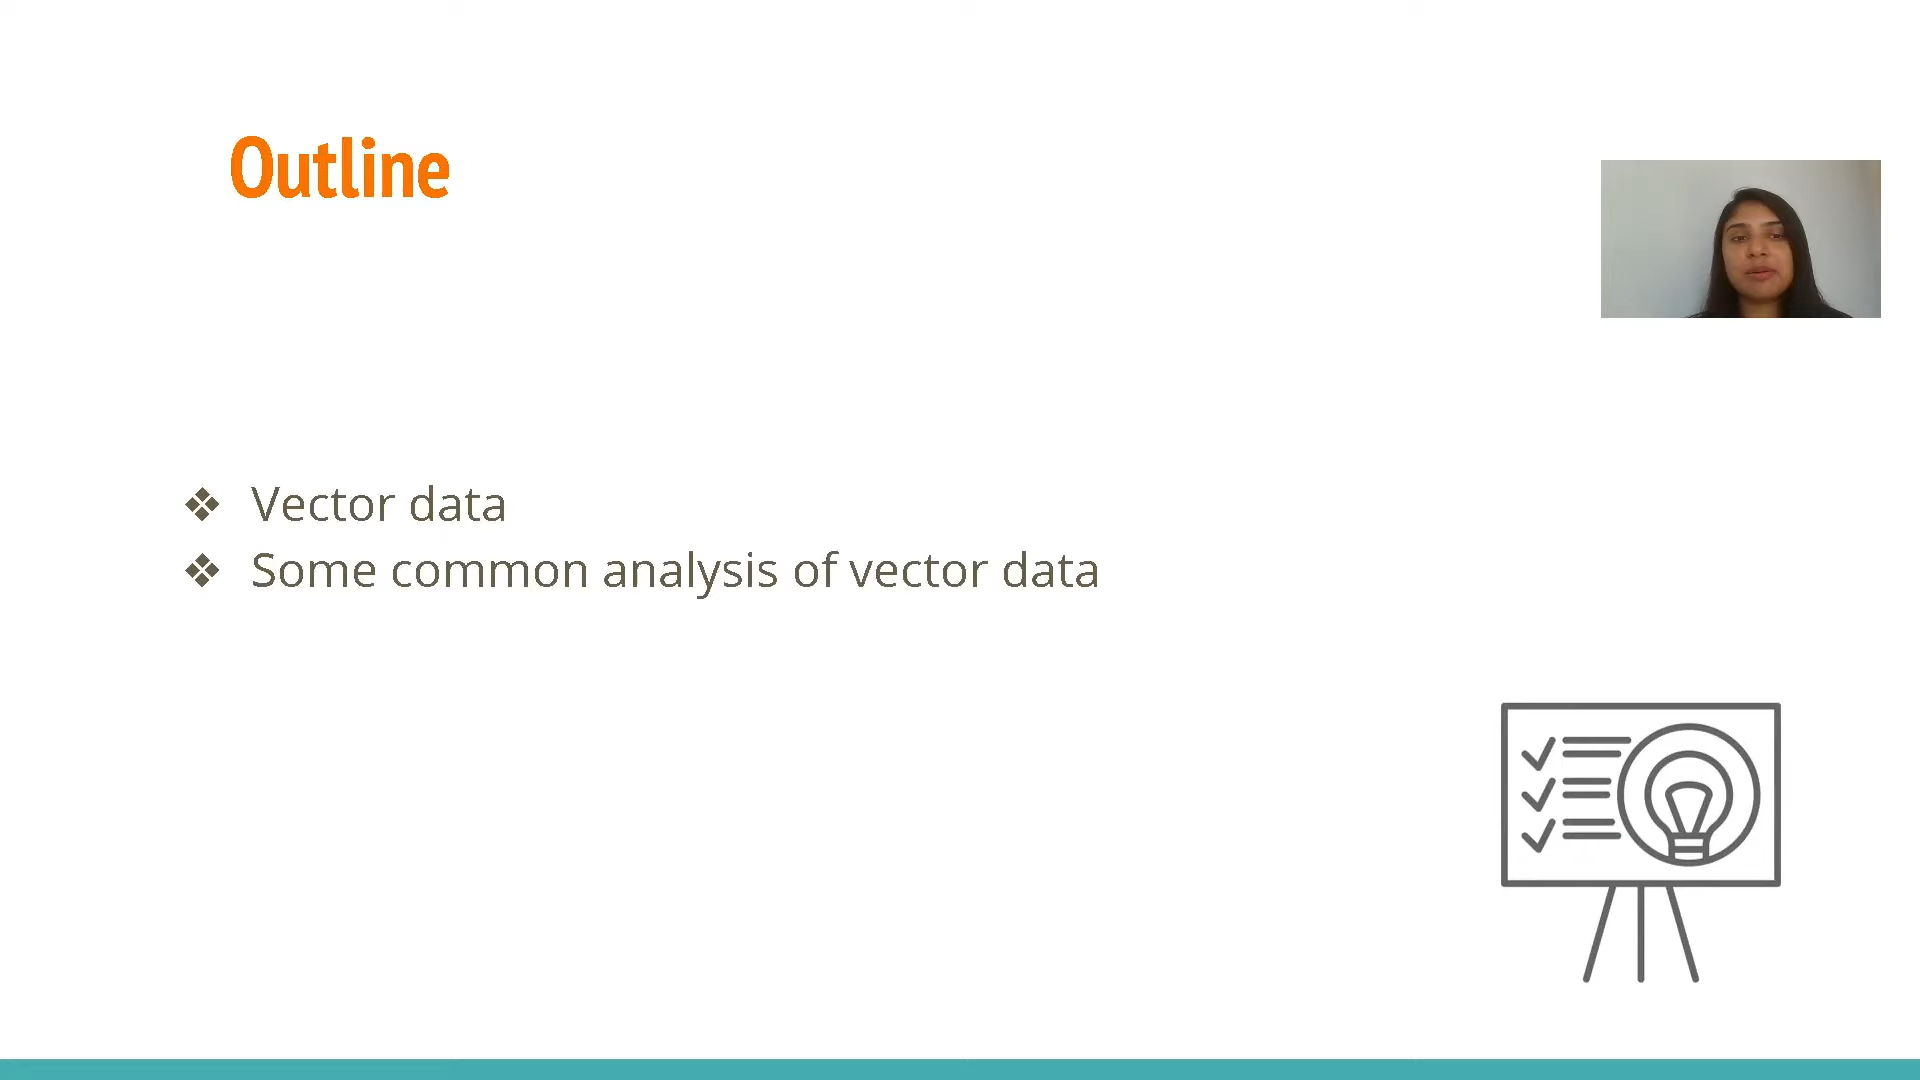 Outline
❖ Vector data
❖ Some common analysis of vector data